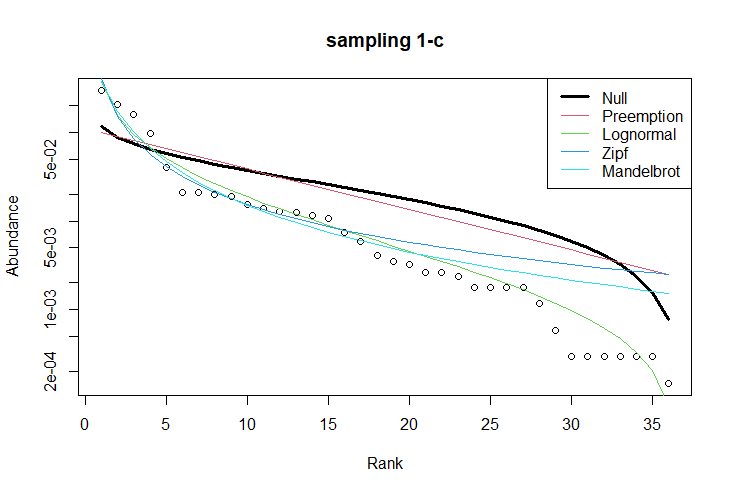 sampling 1-c
Null
Preemption
Lognormal
Zipf
Mandelbrot
Abundance
5e-02
5e-03
1e-03
2e-04
0 5 10 15 20 25 30 35
Rank